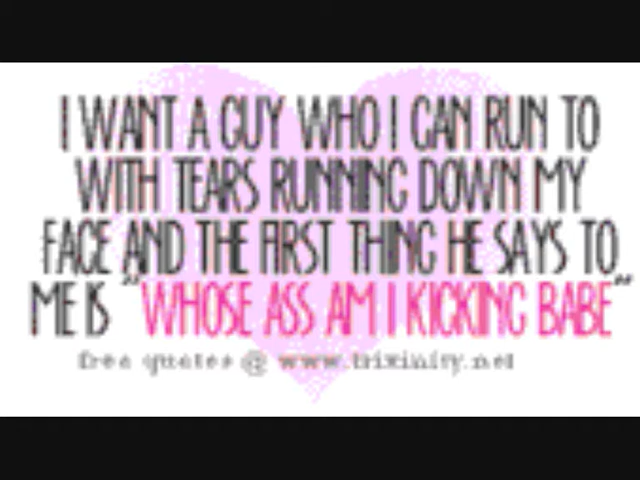 I WANT A GUY WHO I CAN RUN TO
WITH TEARS RUNNING DOWN MY
FACE AND THE FIRST THING HE SAYS TO
ME IS "WHOSE ASS AM I KICKING BABE"
free quotes @ www.trixinity.net